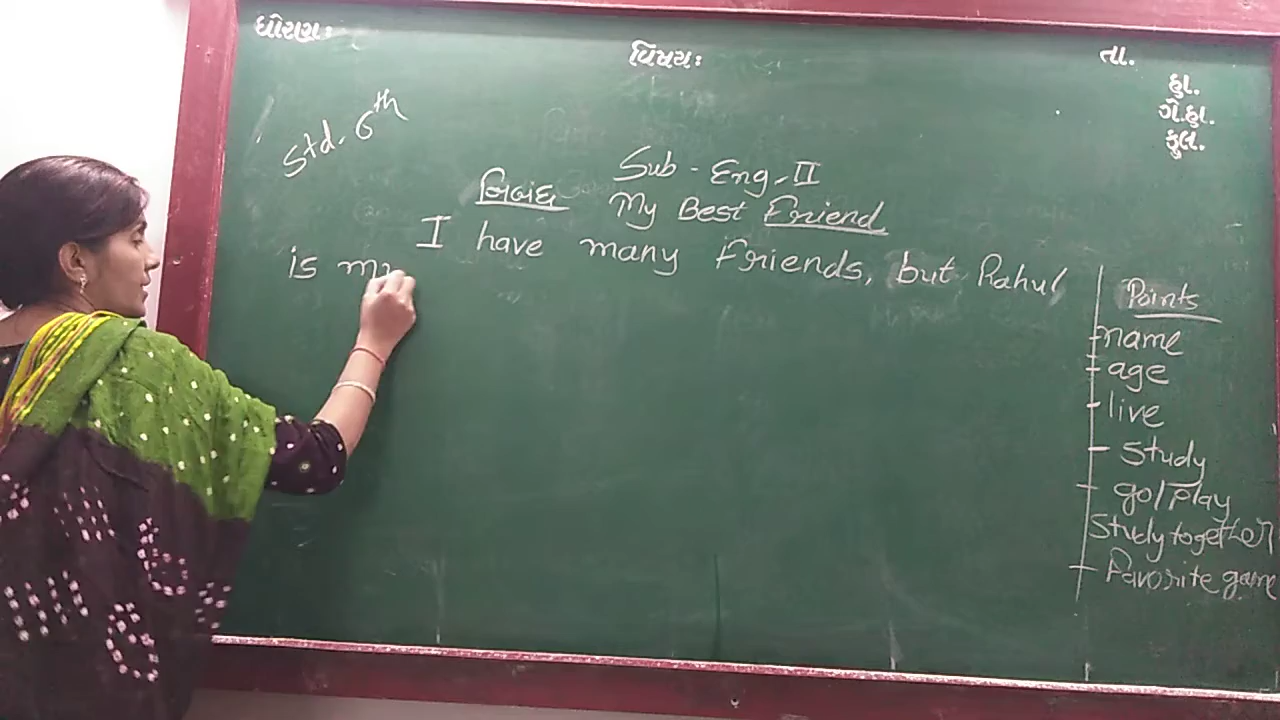 ધોરણઃ
વિષયઃ
તા.
હા.
ગે.હા.
કુલ.
Std. 6th
Sub - Eng. II
નિબંધ My Best Friend
I have many Friends, but Rahul
is my
Points
name
age
live
Study
go/Play
Study together
Favorite game